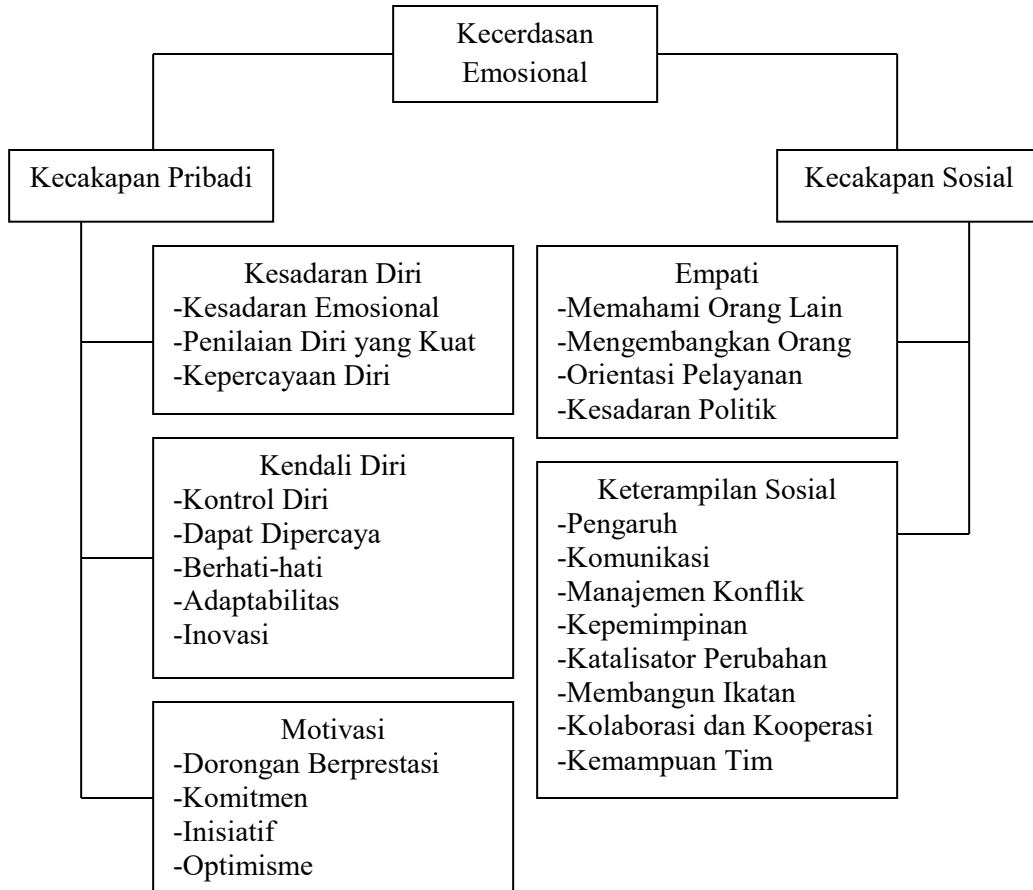 Kecerdasan
Emosional
Kecakapan Pribadi
Kecakapan Sosial
Kesadaran Diri
-Kesadaran Emosional
-Penilaian Diri yang Kuat
-Kepercayaan Diri
Kendali Diri
-Kontrol Diri
-Dapat Dipercaya
-Berhati-hati
-Adaptabilitas
-Inovasi
Motivasi
-Dorongan Berprestasi
-Komitmen
-Inisiatif
-Optimisme
Empati
-Memahami Orang Lain
-Mengembangkan Orang
-Orientasi Pelayanan
-Kesadaran Politik
Keterampilan Sosial
-Pengaruh
-Komunikasi
-Manajemen Konflik
-Kepemimpinan
-Katalisator Perubahan
-Membangun Ikatan
-Kolaborasi dan Kooperasi
-Kemampuan Tim